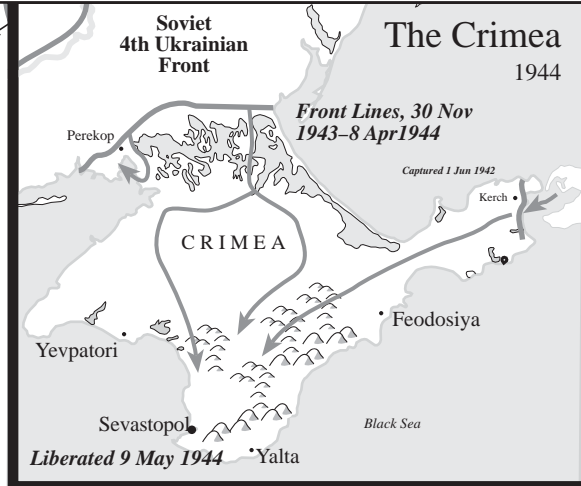 Soviet
4th Ukrainian
Front
The Crimea
1944
Front Lines, 30 Nov
1943–8 Apr1944
Perekop
Captured 1 Jun 1942
Kerch
CRIMEA
Feodosiya
Yevpatori
Sevastopol
Black Sea
Liberated 9 May 1944
Yalta